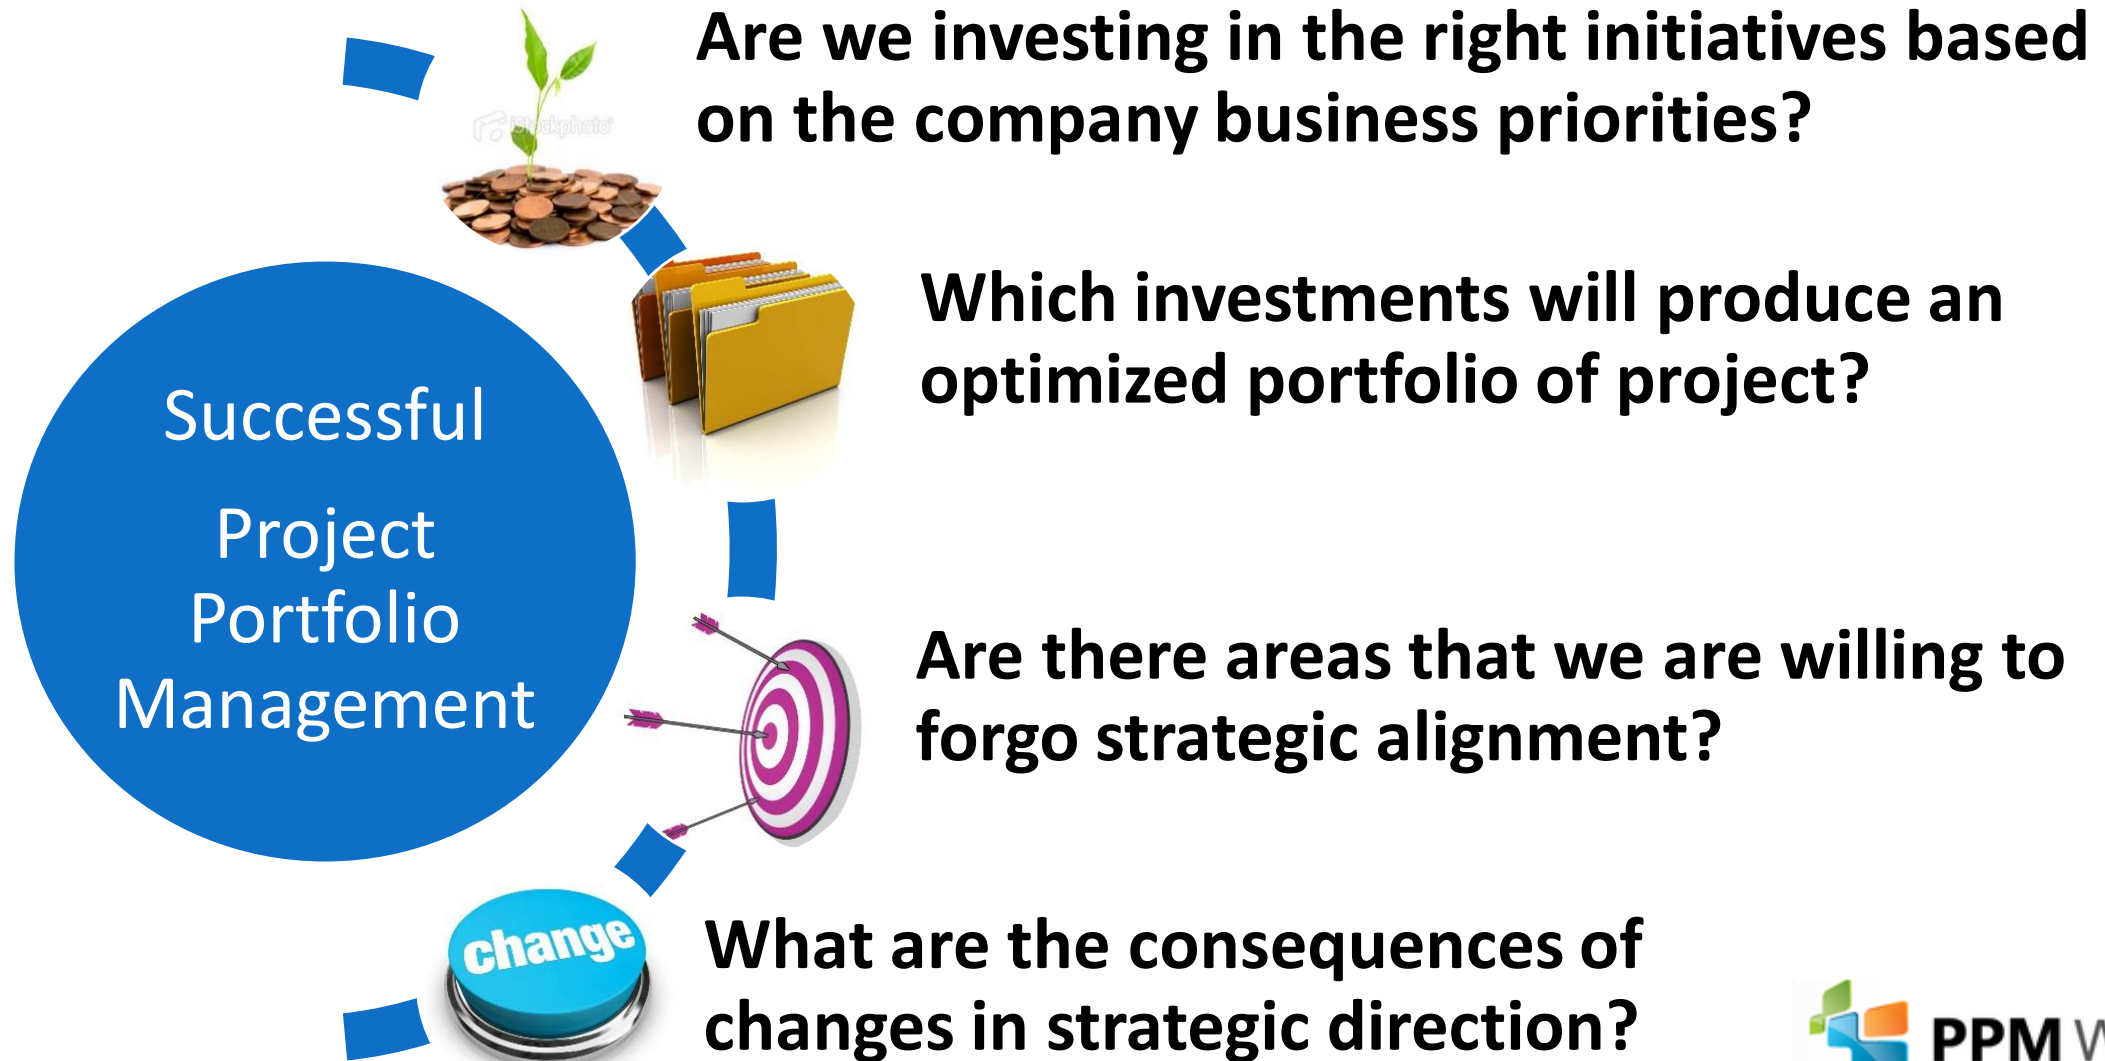 Are we investing in the right initiatives based
on the company business priorities?
iStockphoto
Which investments will produce an
optimized portfolio of project?
Successful
Project
Portfolio
Management
Are there areas that we are willing to
forgo strategic alignment?
change
What are the consequences of
changes in strategic direction?
PPM